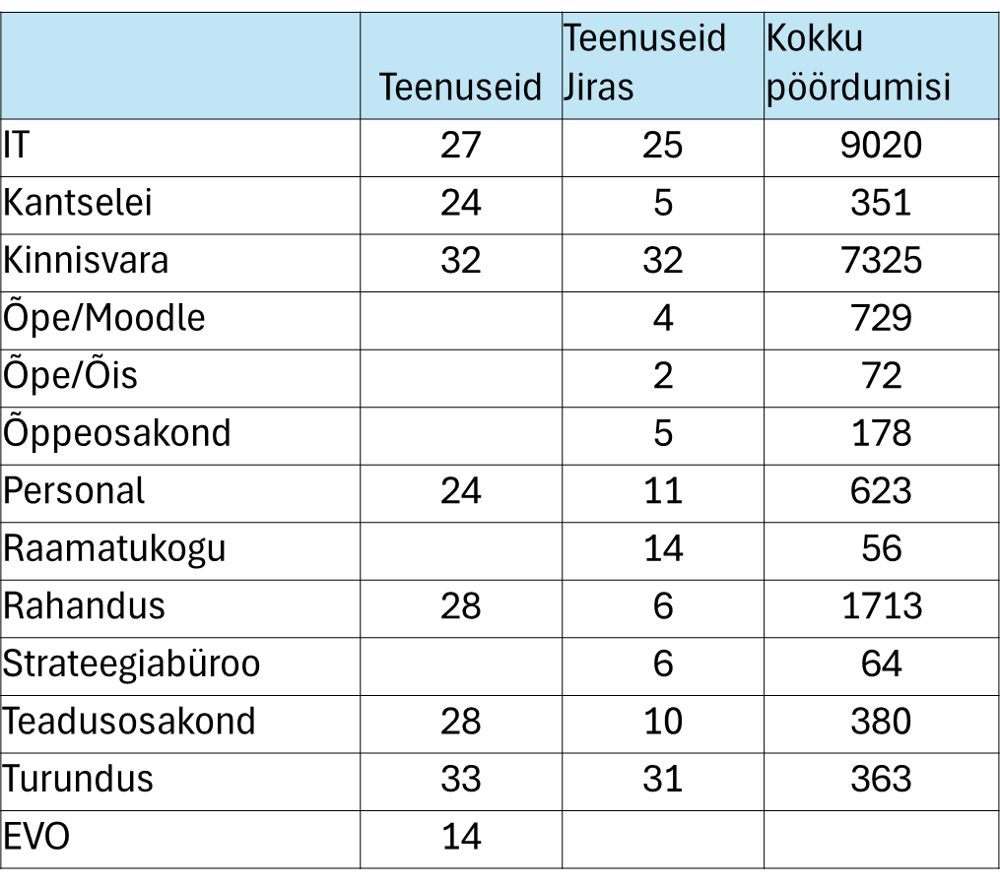 Teenuseid Teenuseid Jiras Kokku pöördumisi
IT 27 25 9020
Kantselei 24 5 351
Kinnisvara 32 32 7325
Õpe/Moodle 4 729
Õpe/Õis 2 72
Õppeosakond 5 178
Personal 24 11 623
Raamatukogu 14 56
Rahandus 28 6 1713
Strateegiabüroo 6 64
Teadusosakond 28 10 380
Turundus 33 31 363
EVO 14